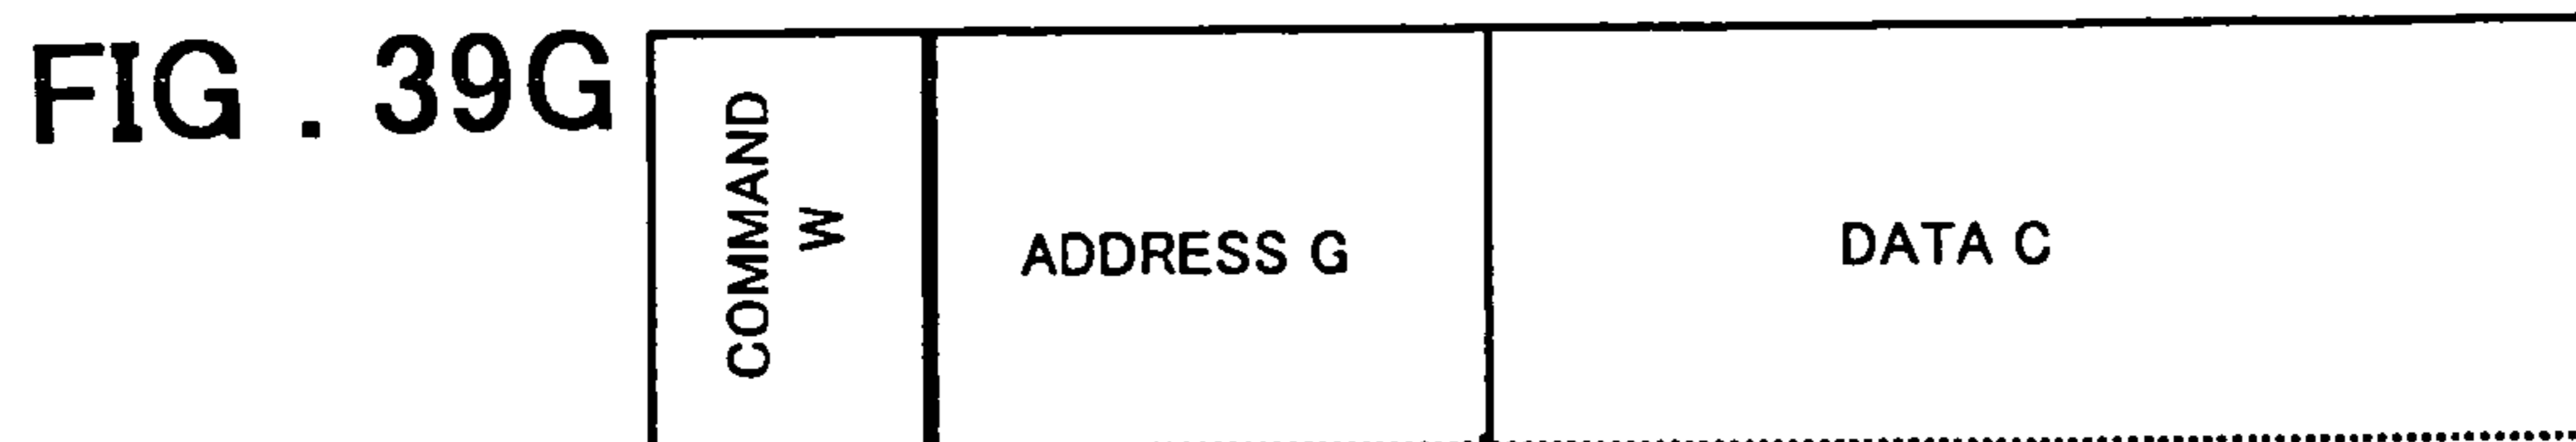 FIG . 39G
COMMAND
W
ADDRESS G
DATA C